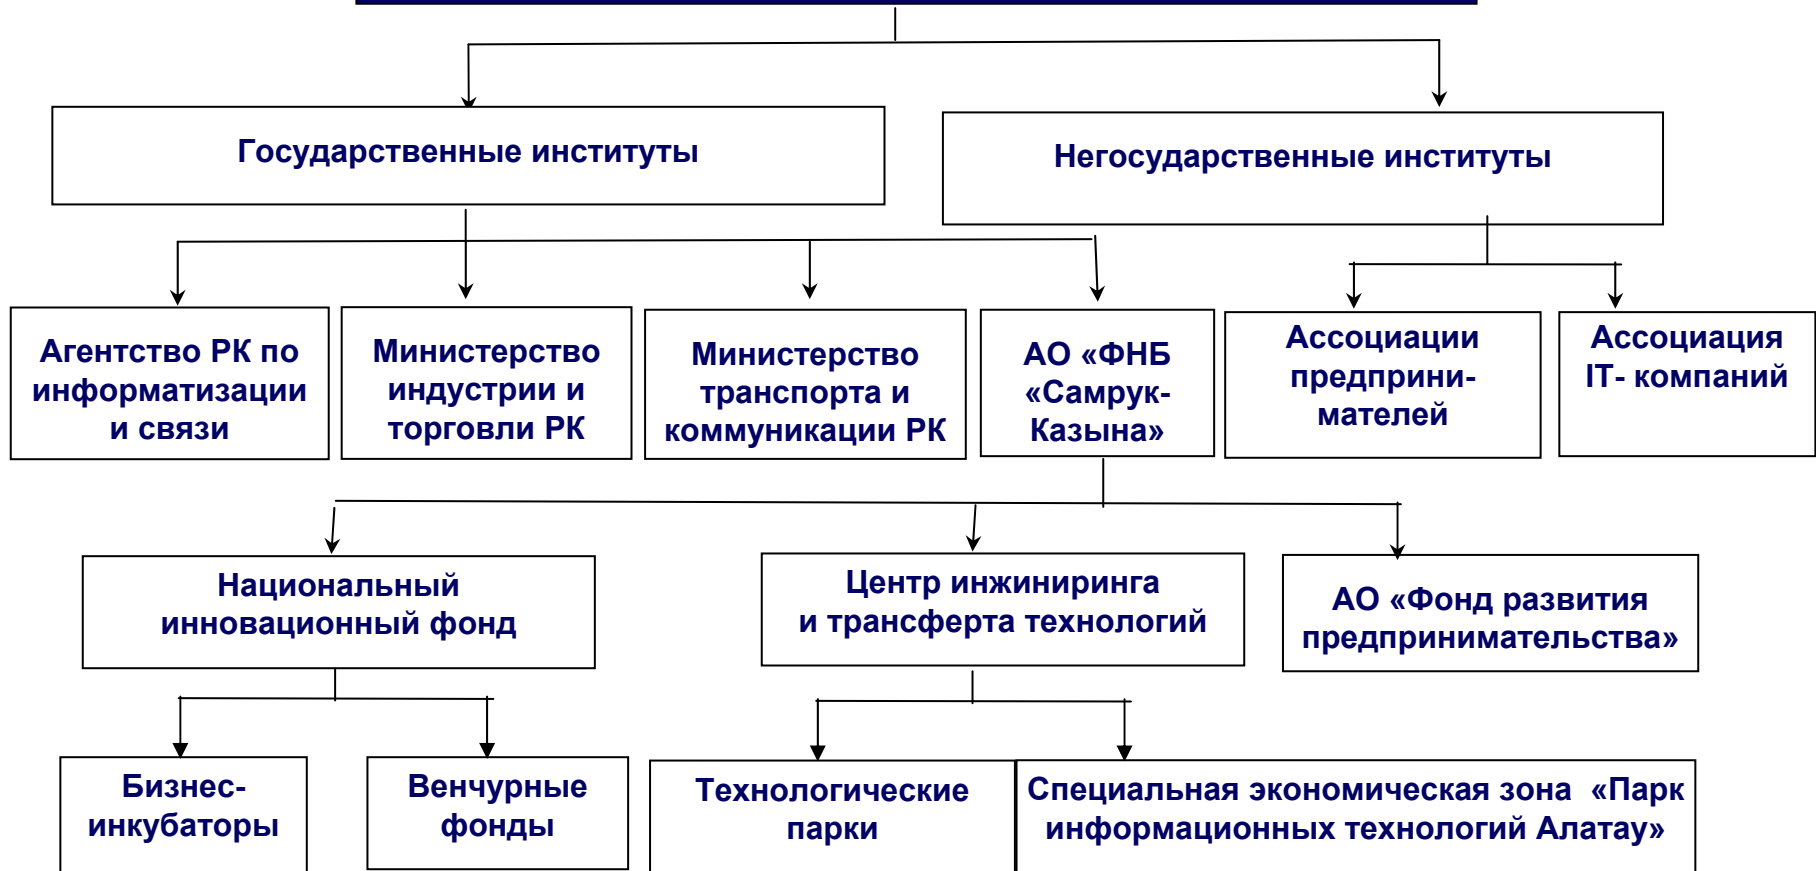 Государственные институты
Негосударственные институты
Агентство РК по
информатизации
и связи
Министерство
индустрии и
торговли РК
Министерство
транспорта и
коммуникации РК
АО «ФНБ
«Самрук-
Казына»
Ассоциации
предприни-
мателей
Ассоциация
IT- компаний
Национальный
инновационный фонд
Центр инжиниринга
и трансферта технологий
АО «Фонд развития
предпринимательства»
Бизнес-
инкубаторы
Венчурные
фонды
Технологические
парки
Специальная экономическая зона «Парк
информационных технологий Алатау»